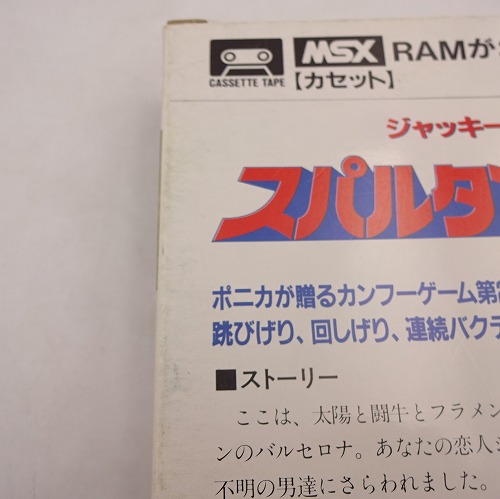 MSX RAMが
CASSETTE TAPE 【カセット】
ジャッキー
スパルタ
ポニカが贈るカンフーゲーム第
跳びげり、回しげり、連続バク
■ストーリー
ここは、太陽と闘牛とフラメン
ンのバルセロナ。あなたの恋人
不明の男達にさらわれました。